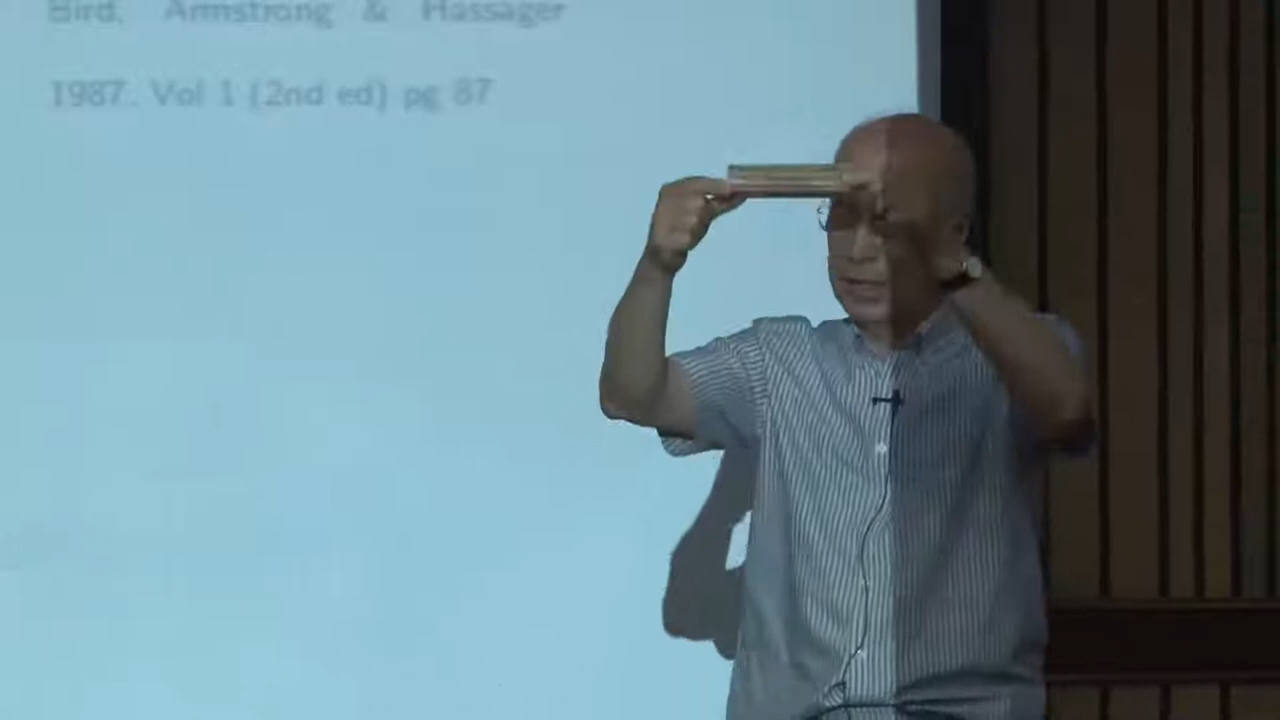 Bird, Armstrong & Hassager
1987. Vol 1 (2nd ed) pg 87